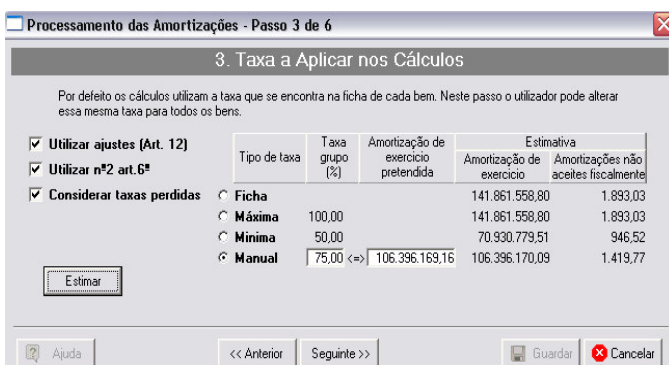 Processamento das Amortizações - Passo 3 de 6
3. Taxa a Aplicar nos Cálculos
Por defeito os cálculos utilizam a taxa que se encontra na ficha de cada bem. Neste passo o utilizador pode alterar
essa mesma taxa para todos os bens.
Utilizar ajustes (Art. 12)
Utilizar nº2 art.6º
Considerar taxas perdidas
Estimar
Tipo de taxa
Taxa
grupo
(%)
Amortização de
exercicio
pretendida
Estimativa
Amortização de
exercicio
Amortizações não
aceites fiscalmente
Ficha 141.861.558,80 1.893,03
Máxima 100,00 141.861.558,80 1.893,03
Minima 50,00 70.930.779,51 946,52
Manual 75,00 <=> 106.396.169,16 106.396.170,09 1.419,77
Ajuda << Anterior Seguinte >> Guardar Cancelar